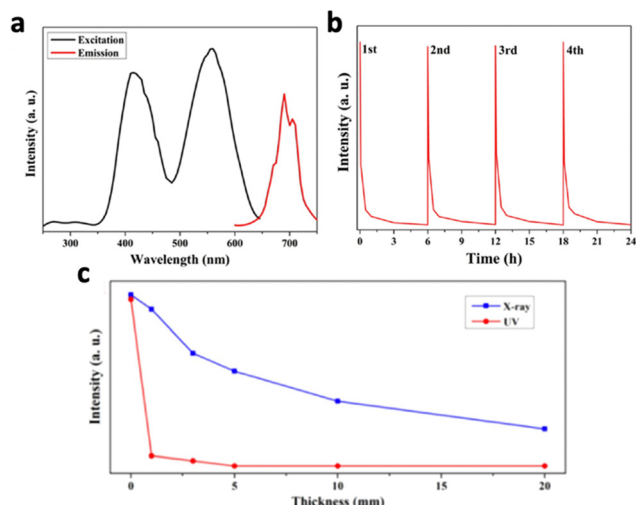 a
Excitation
Emission
Intensity (a. u.)
300 400 500 600 700
Wavelength (nm)
b
1st 2nd 3rd 4th
Intensity (a. u.)
0 3 6 9 12 15 18 21 24
Time (h)
c
X-ray
UV
Intensity (a. u.)
0 5 10 15 20
Thickness (mm)